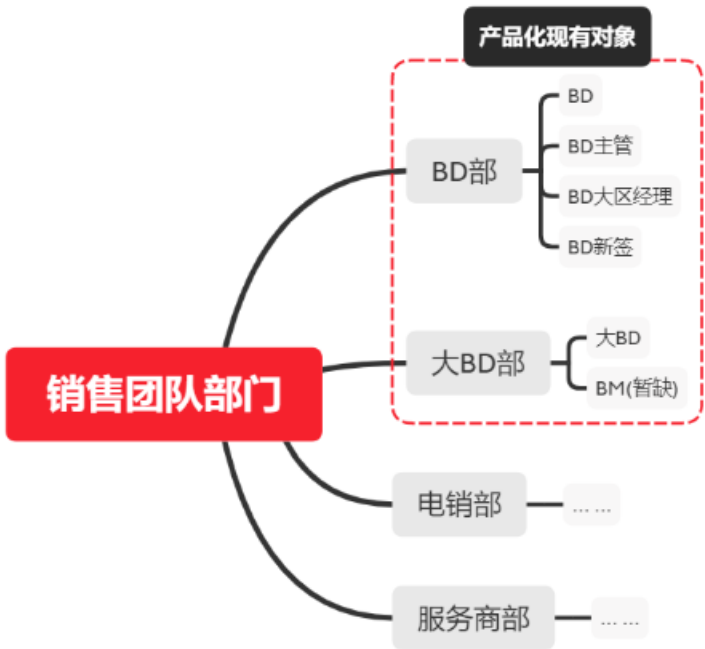 产品化现有对象
BD部
BD
BD主管
BD大区经理
BD新签
大BD部
大BD
BM(暂缺)
销售团队部门
电销部
... ...
服务商部
... ...